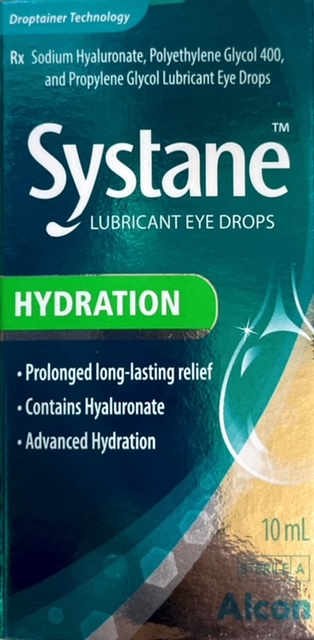 Droptainer Technology
Rx Sodium Hyaluronate, Polyethylene Glycol 400,
and Propylene Glycol Lubricant Eye Drops
Systane™
LUBRICANT EYE DROPS
HYDRATION
• Prolonged long-lasting relief
• Contains Hyaluronate
• Advanced Hydration
10 mL
STERILE A
Alcon